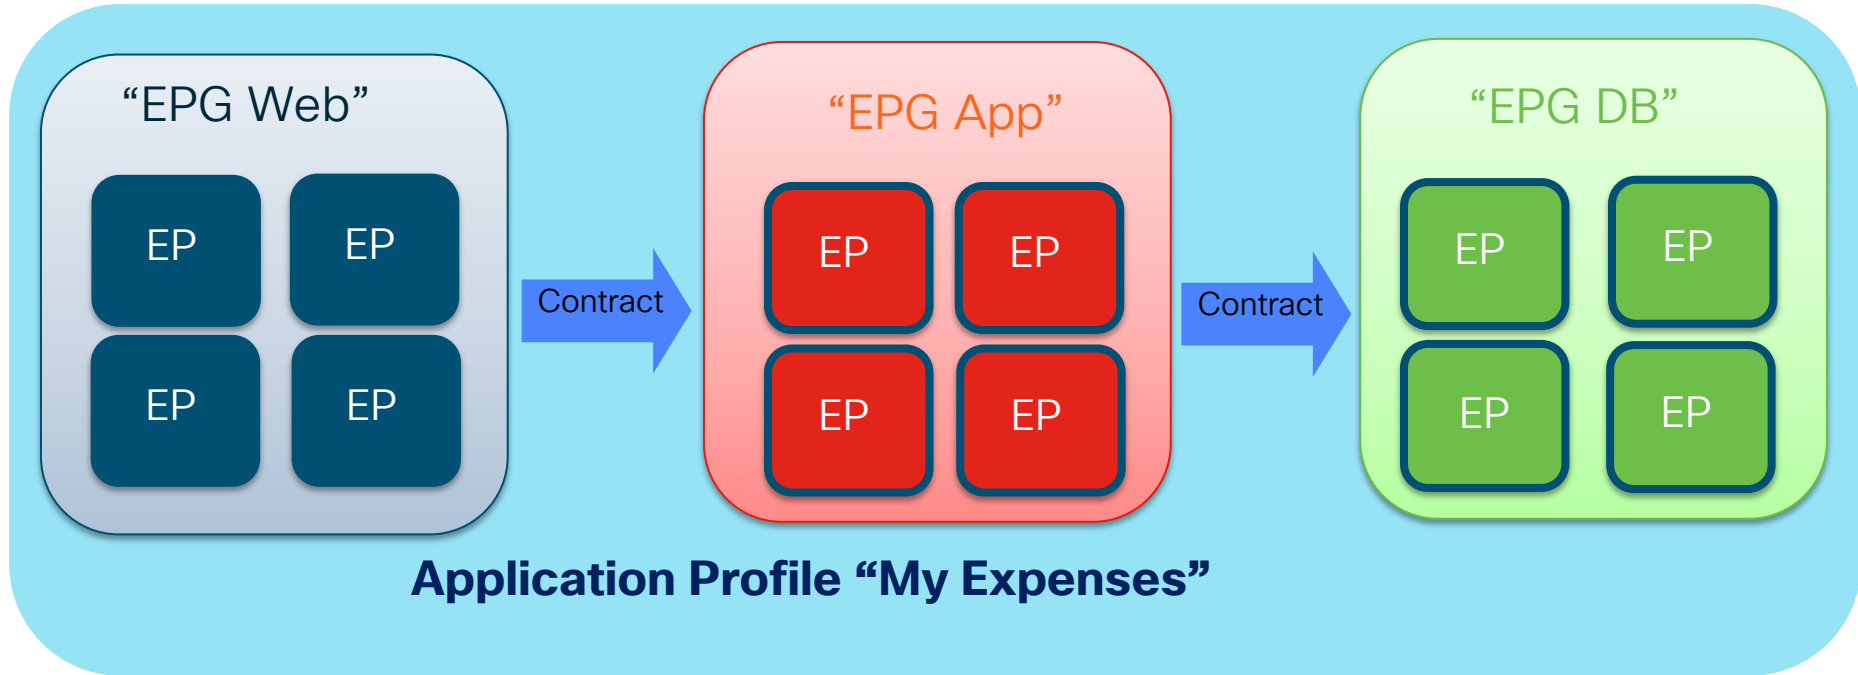 “EPG Web”
EP
EP
EP
EP
Contract
“EPG App”
EP
EP
EP
EP
Contract
“EPG DB”
EP
EP
EP
EP
Application Profile “My Expenses”